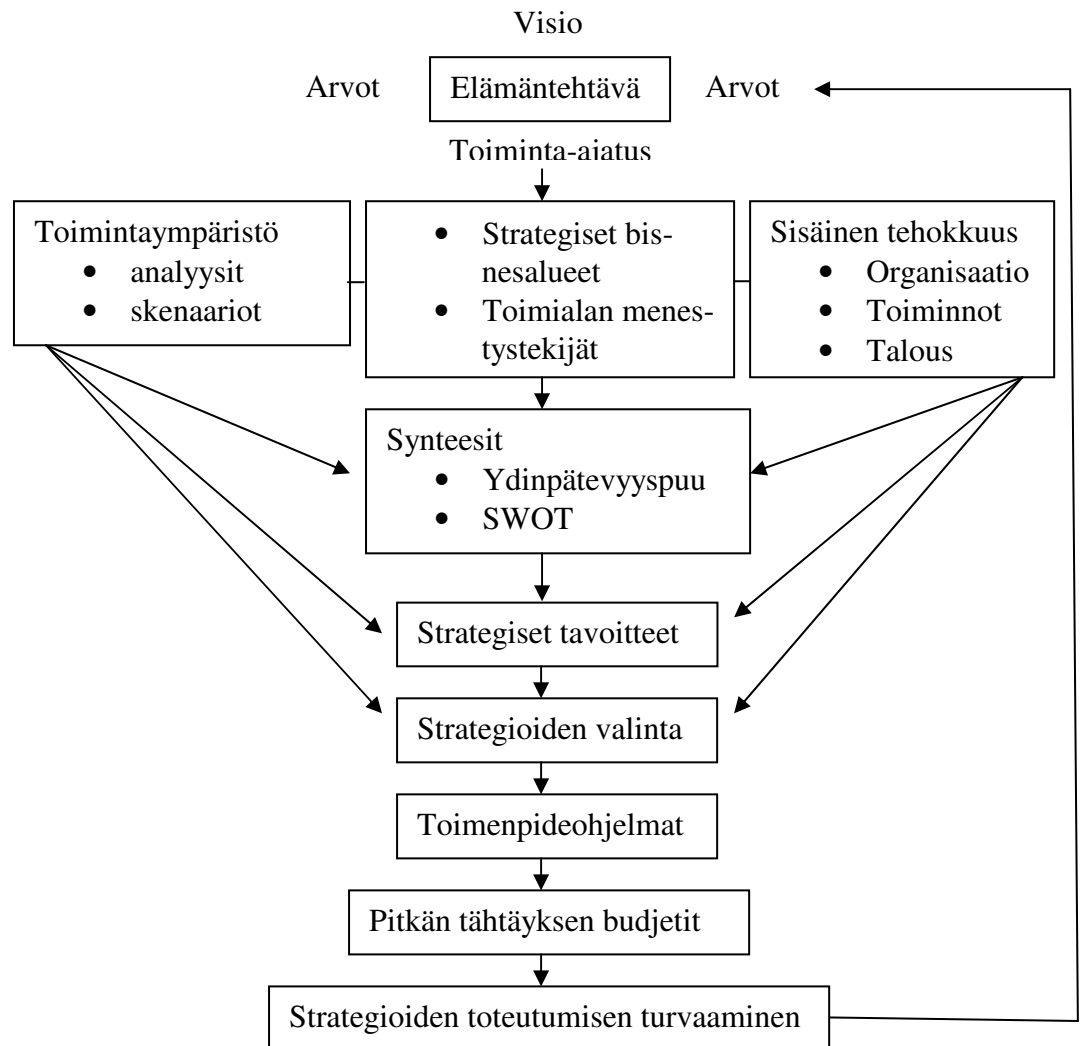 Visio
Arvot
Elämäntehtävä
Arvot
Toiminta-ajatus
Toimintaympäristö
• analyysit
• skenaariot
• Strategiset bis-
nesalueet
• Toimialan menes-
tystekijät
Sisäinen tehokkuus
• Organisaatio
• Toiminnot
• Talous
Synteesit
• Ydinpätevyyspuu
• SWOT
Strategiset tavoitteet
Strategioiden valinta
Toimenpideohjelmat
Pitkän tähtäyksen budjetit
Strategioiden toteutumisen turvaaminen